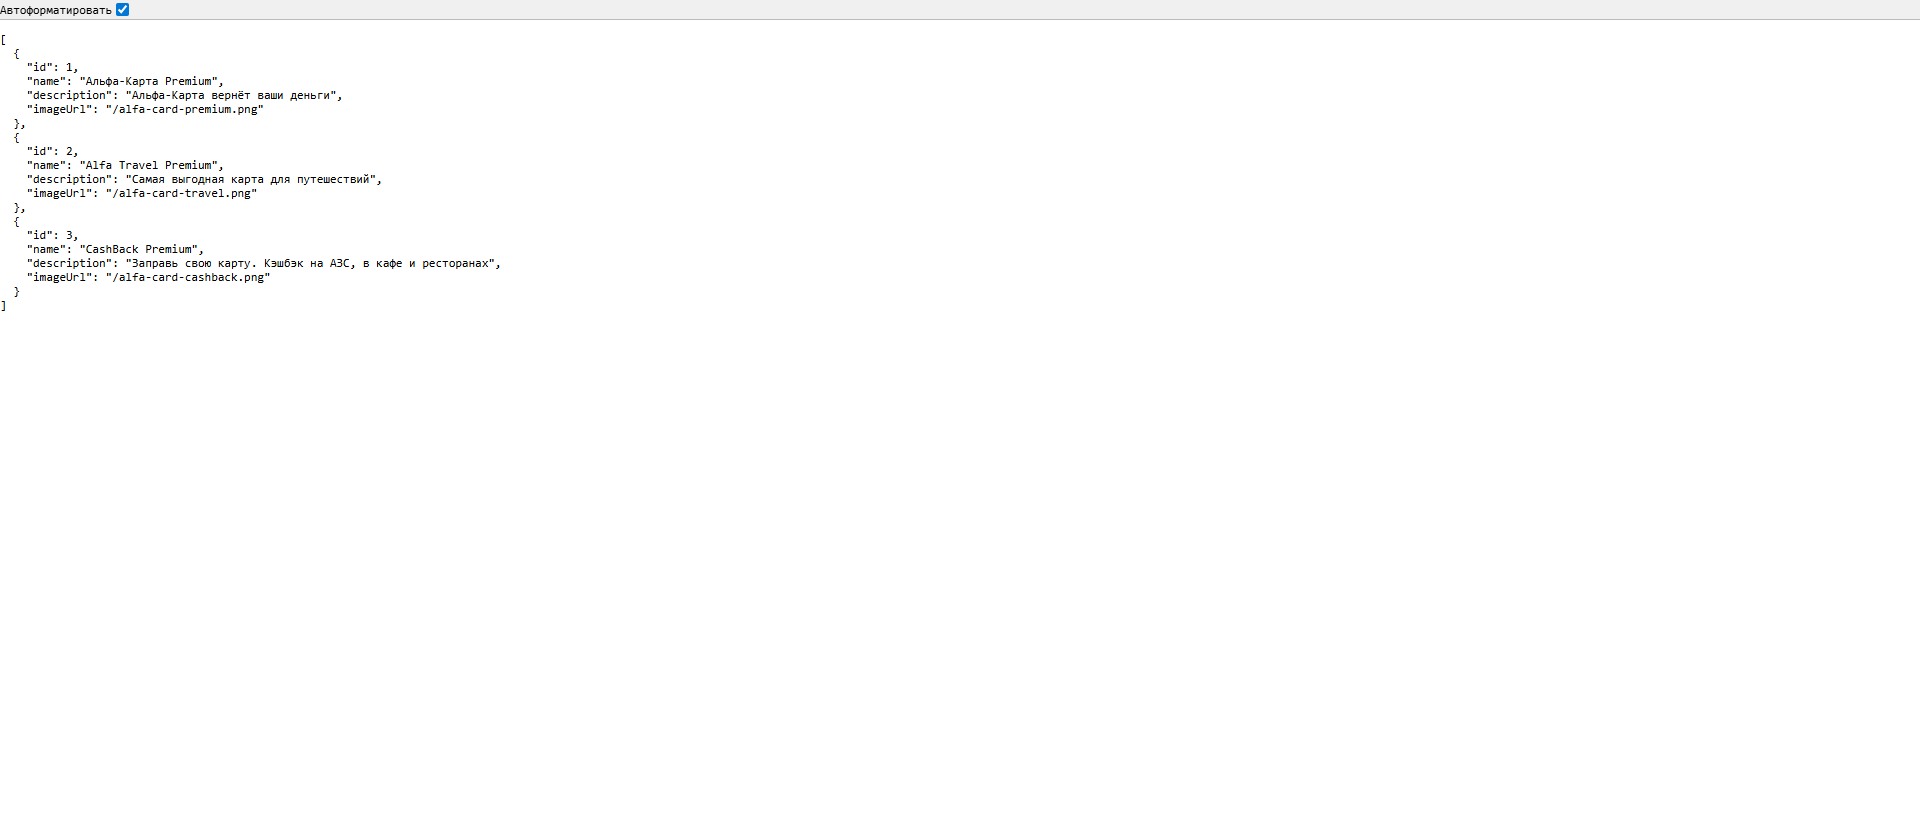 Автоформатировать
[
  {
    "id": 1,
    "name": "Альфа-Карта Premium",
    "description": "Альфа-Карта вернёт ваши деньги",
    "imageUrl": "/alfa-card-premium.png"
  },
  {
    "id": 2,
    "name": "Alfa Travel Premium",
    "description": "Самая выгодная карта для путешествий",
    "imageUrl": "/alfa-card-travel.png"
  },
  {
    "id": 3,
    "name": "CashBack Premium",
    "description": "Заправь свою карту. Кэшбэк на АЗС, в кафе и ресторанах",
    "imageUrl": "/alfa-card-cashback.png"
  }
]